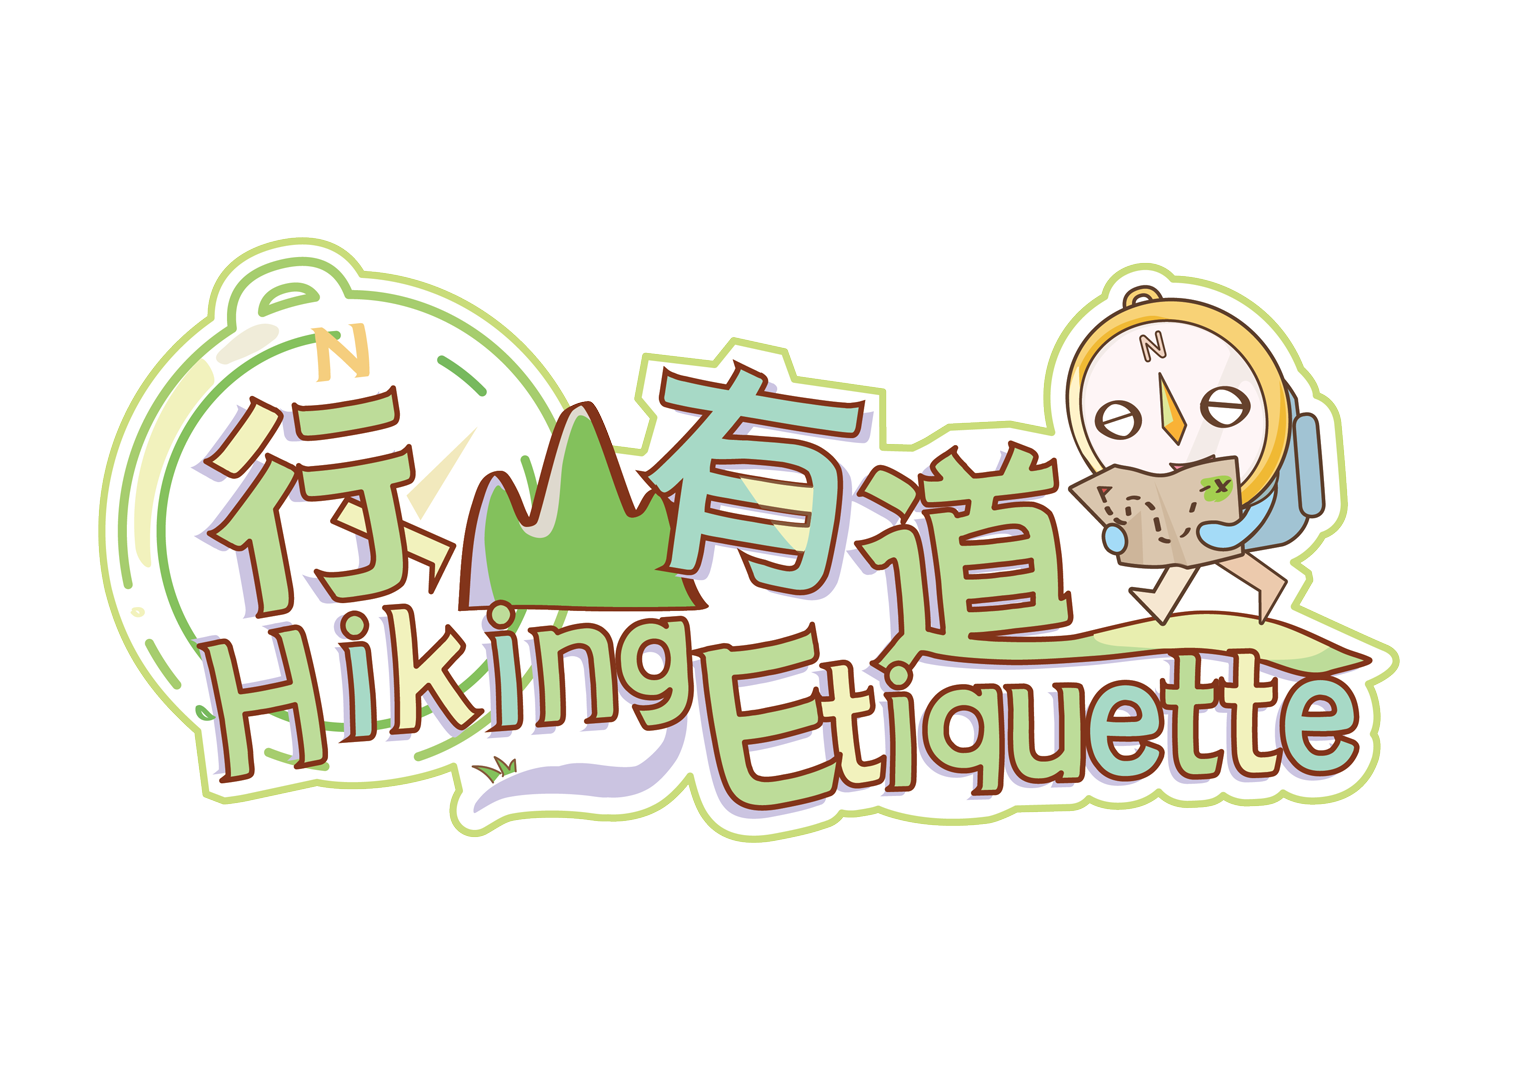 N
N
行山有道
Hiking Etiquette